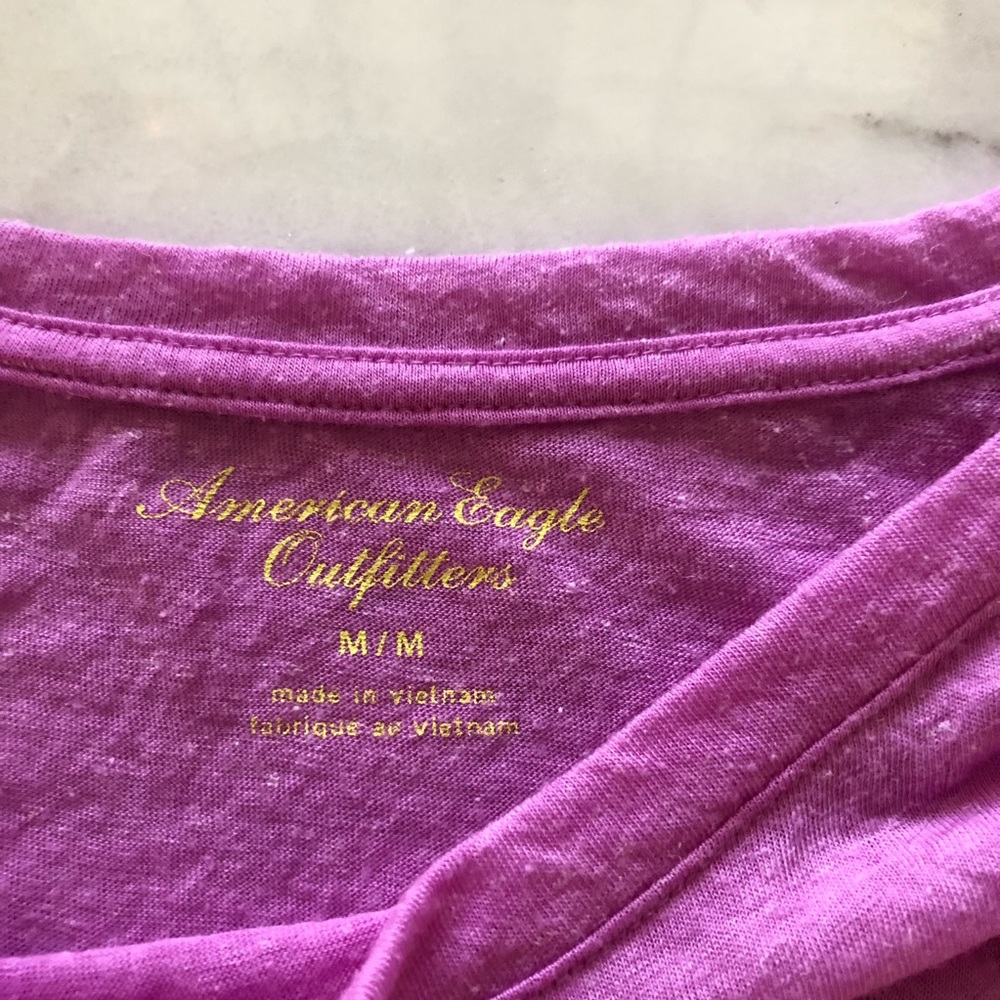 American Eagle
Outfitters
M/M
made in vietnam
fabriqué au vietnam